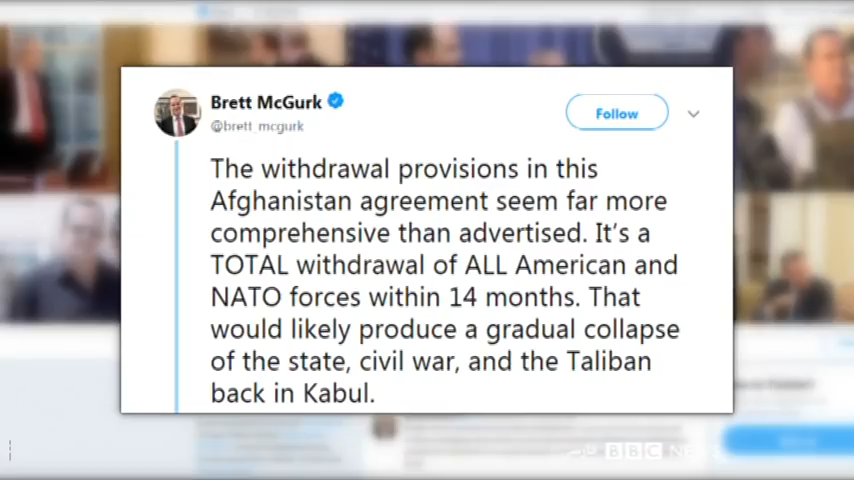 Brett McGurk
@brett_mcgurk
Follow
The withdrawal provisions in this
Afghanistan agreement seem far more
comprehensive than advertised. It's a
TOTAL withdrawal of ALL American and
NATO forces within 14 months. That
would likely produce a gradual collapse
of the state, civil war, and the Taliban
back in Kabul.
BBC